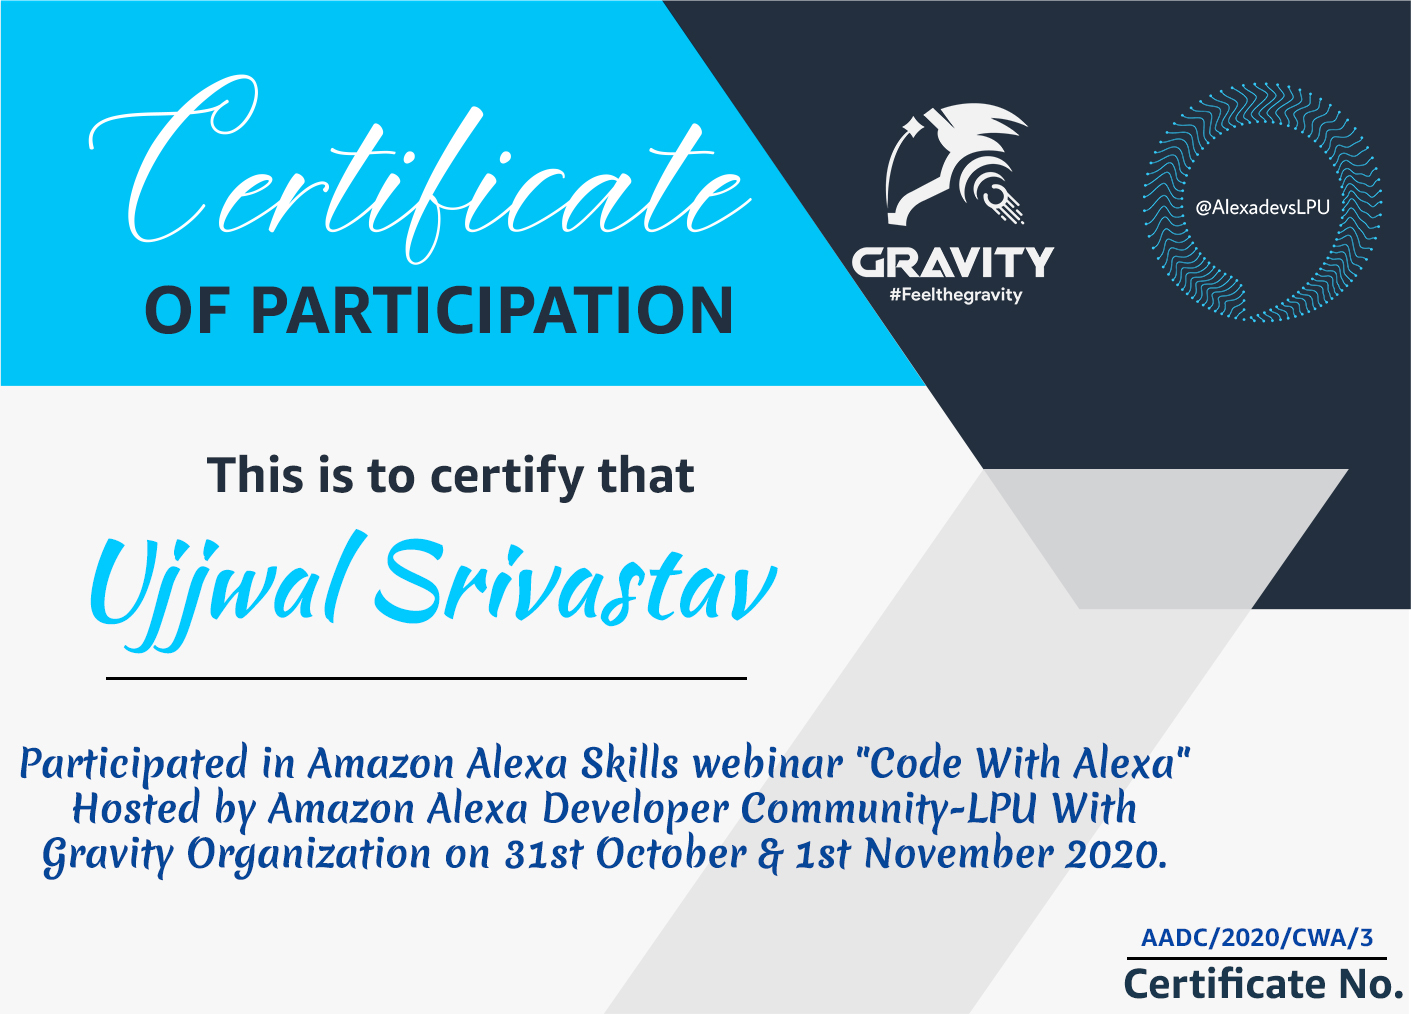 Certificate
OF PARTICIPATION
GRAVITY
#Feelthegravity
@AlexadevsLPU
This is to certify that
Ujjwal Srivastav
Participated in Amazon Alexa Skills webinar "Code With Alexa"
Hosted by Amazon Alexa Developer Community-LPU With
Gravity Organization on 31st October & 1st November 2020.
AADC/2020/CWA/3
Certificate No.